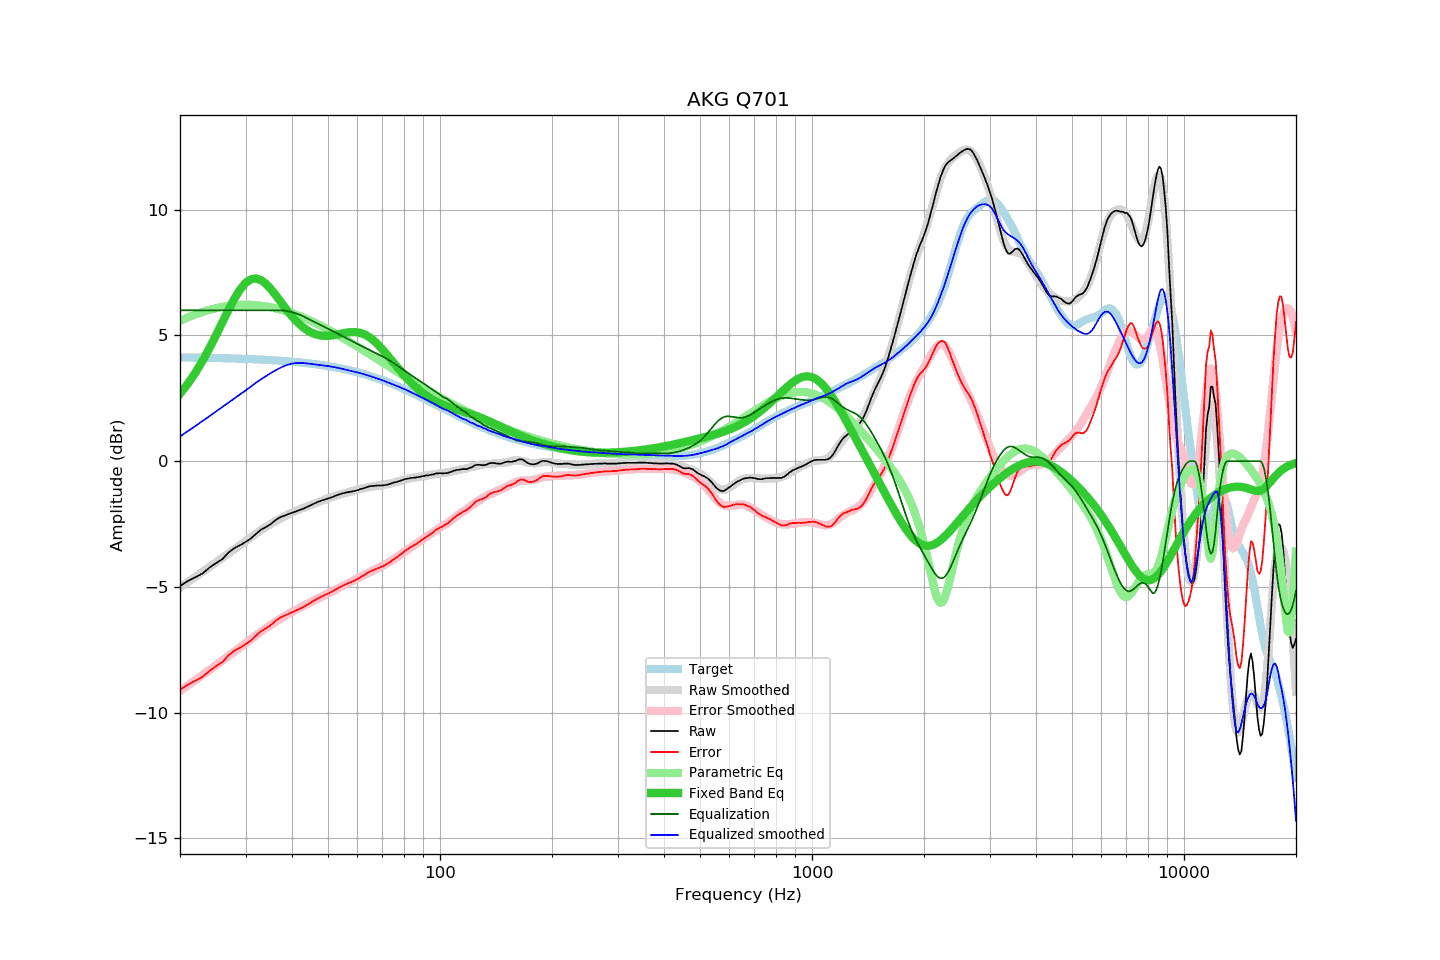 AKG Q701
Amplitude (dBr)
10
5
0
−5
−10
−15
Target
Raw Smoothed
Error Smoothed
Raw
Error
Parametric Eq
Fixed Band Eq
Equalization
Equalized smoothed
100
1000
10000
Frequency (Hz)